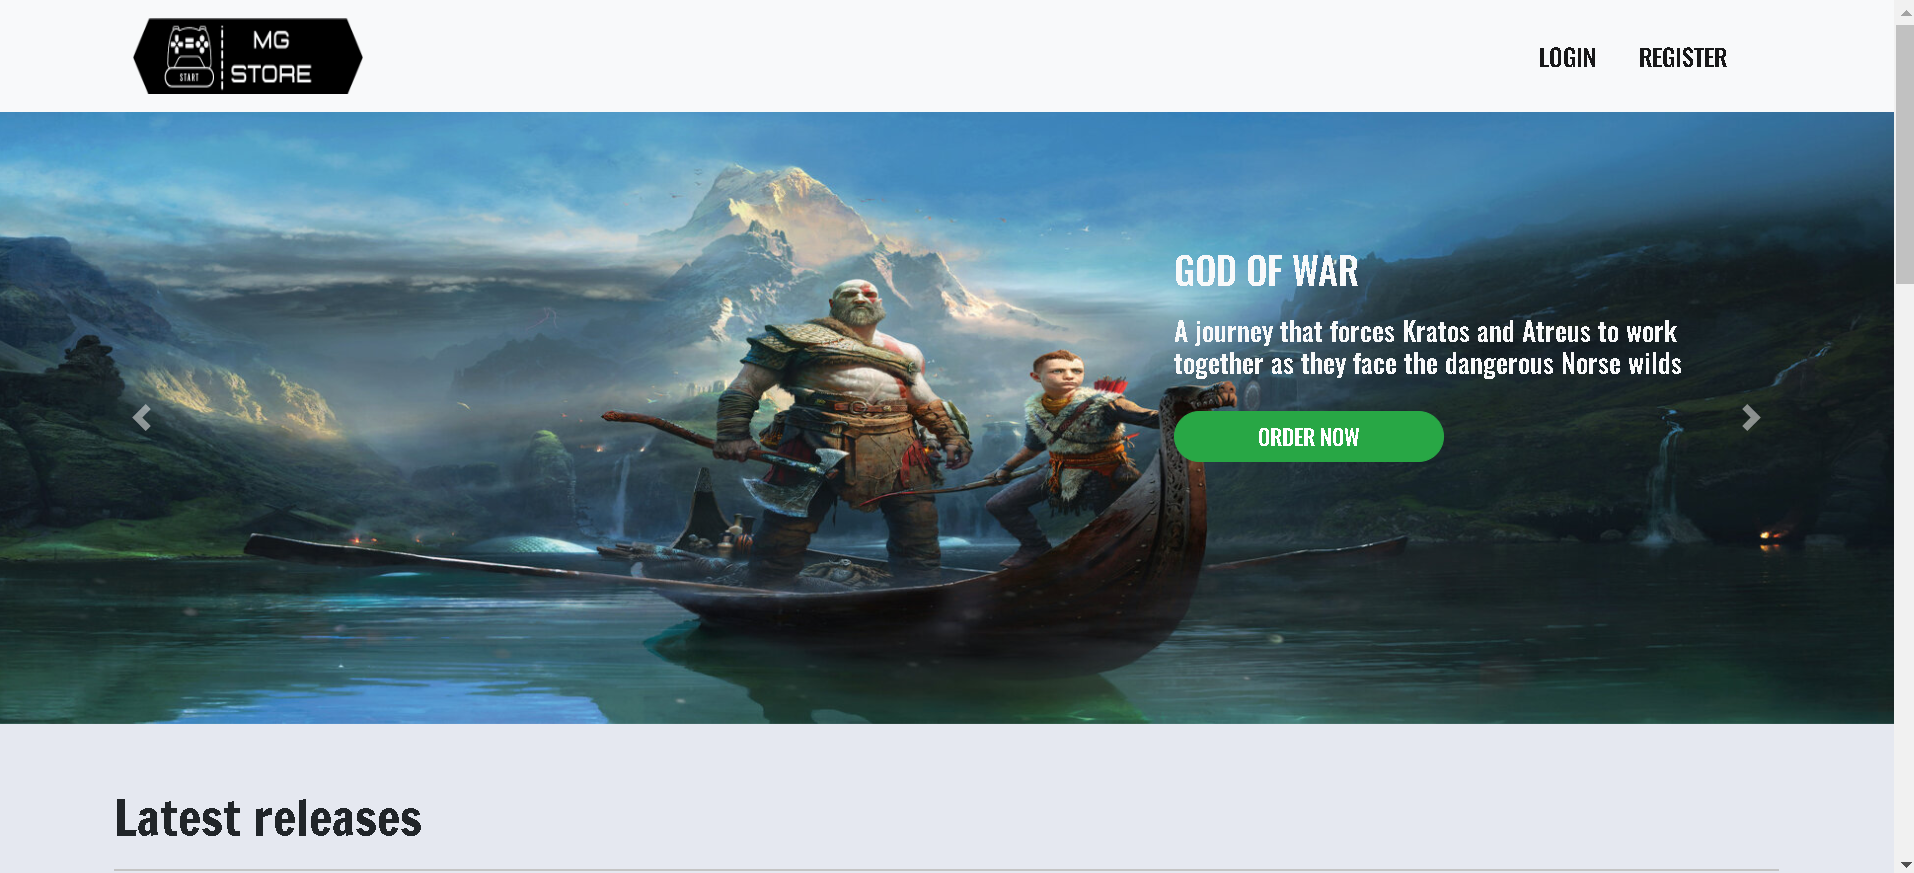 MG
STORE
START
LOGIN
REGISTER
GOD OF WAR
A journey that forces Kratos and Atreus to work
together as they face the dangerous Norse wilds
ORDER NOW
Latest releases